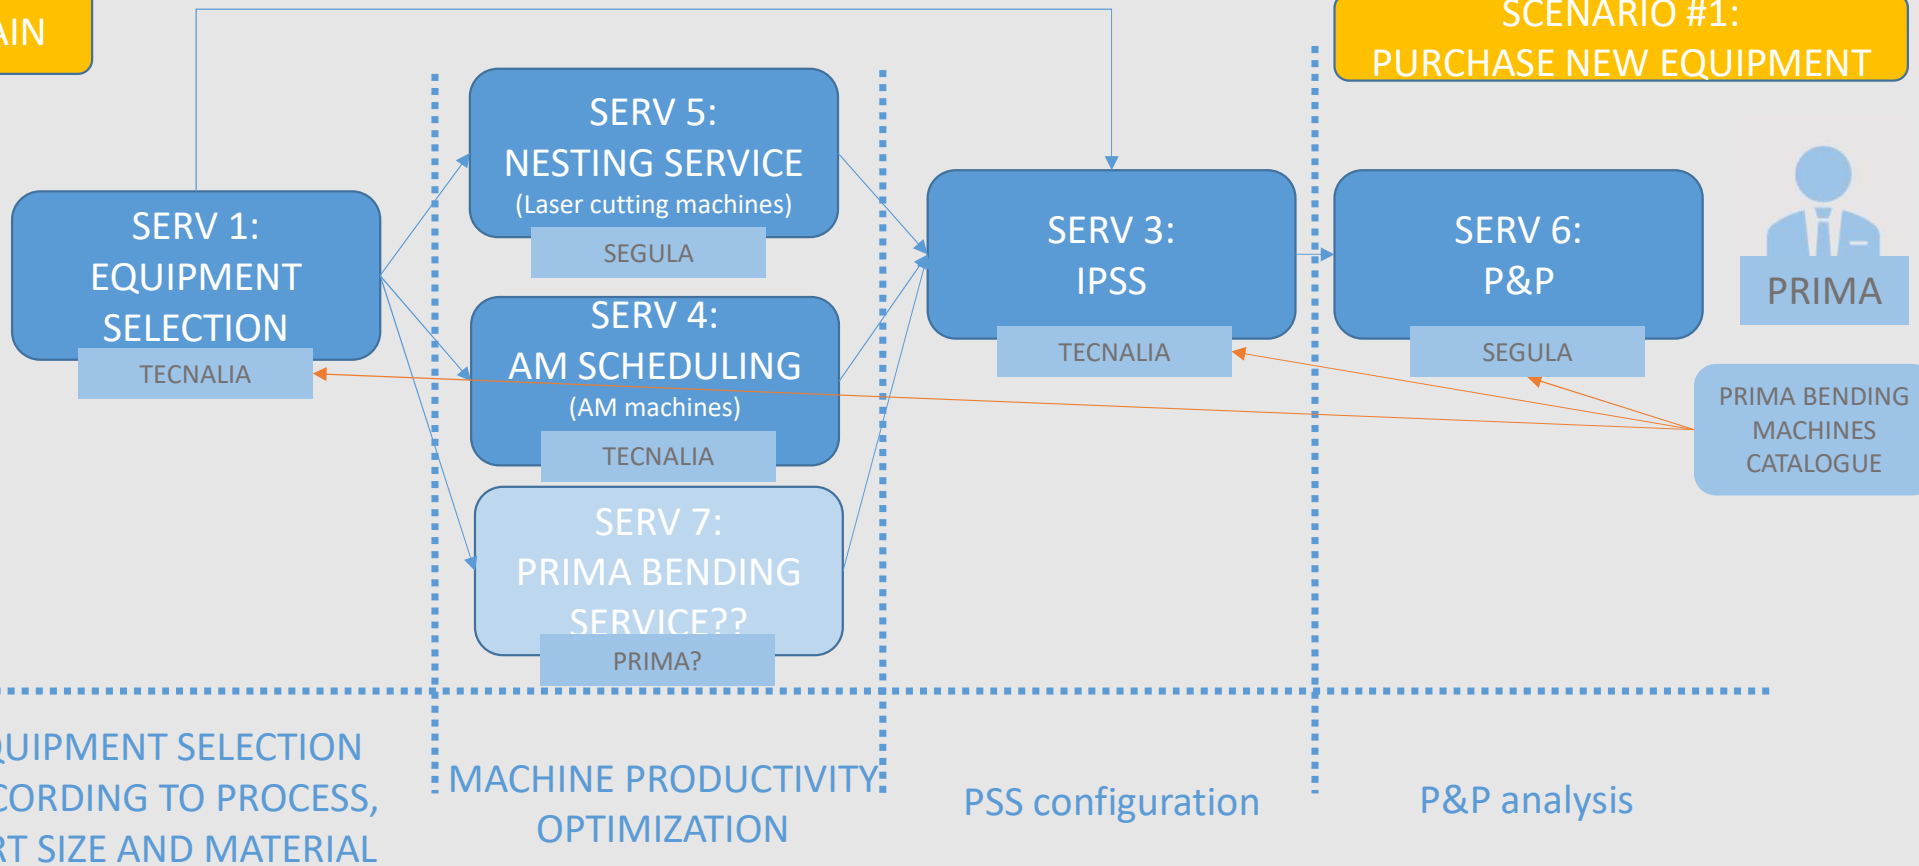 AIN
SCENARIO #1:
PURCHASE NEW EQUIPMENT
SERV 1:
EQUIPMENT
SELECTION
TECNALIA
SERV 5:
NESTING SERVICE
(Laser cutting machines)
SEGULA
SERV 4:
AM SCHEDULING
(AM machines)
TECNALIA
SERV 7:
PRIMA BENDING
SERVICE??
PRIMA?
SERV 3:
IPSS
TECNALIA
SERV 6:
P&P
SEGULA
PRIMA
PRIMA BENDING
MACHINES
CATALOGUE
QUIPMENT SELECTION
CORDING TO PROCESS,
RT SIZE AND MATERIAL
MACHINE PRODUCTIVITY
OPTIMIZATION
PSS configuration
P&P analysis